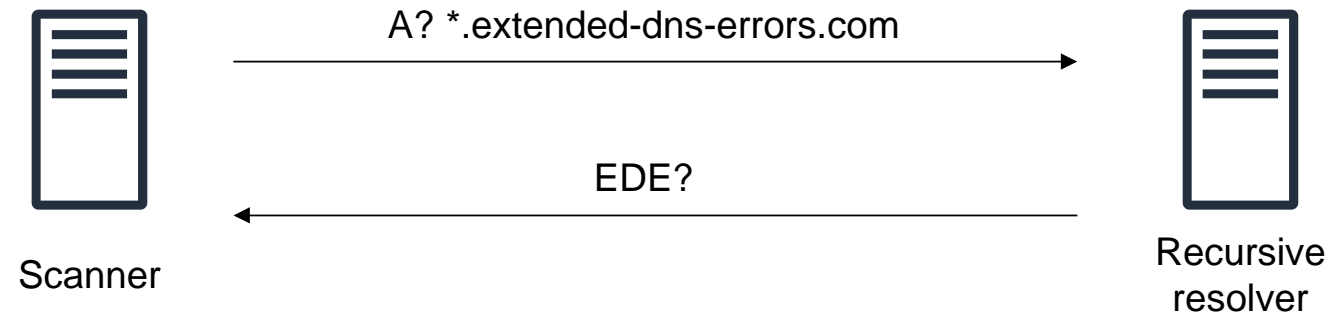 A? *.extended-dns-errors.com
EDE?
Scanner
Recursive
resolver